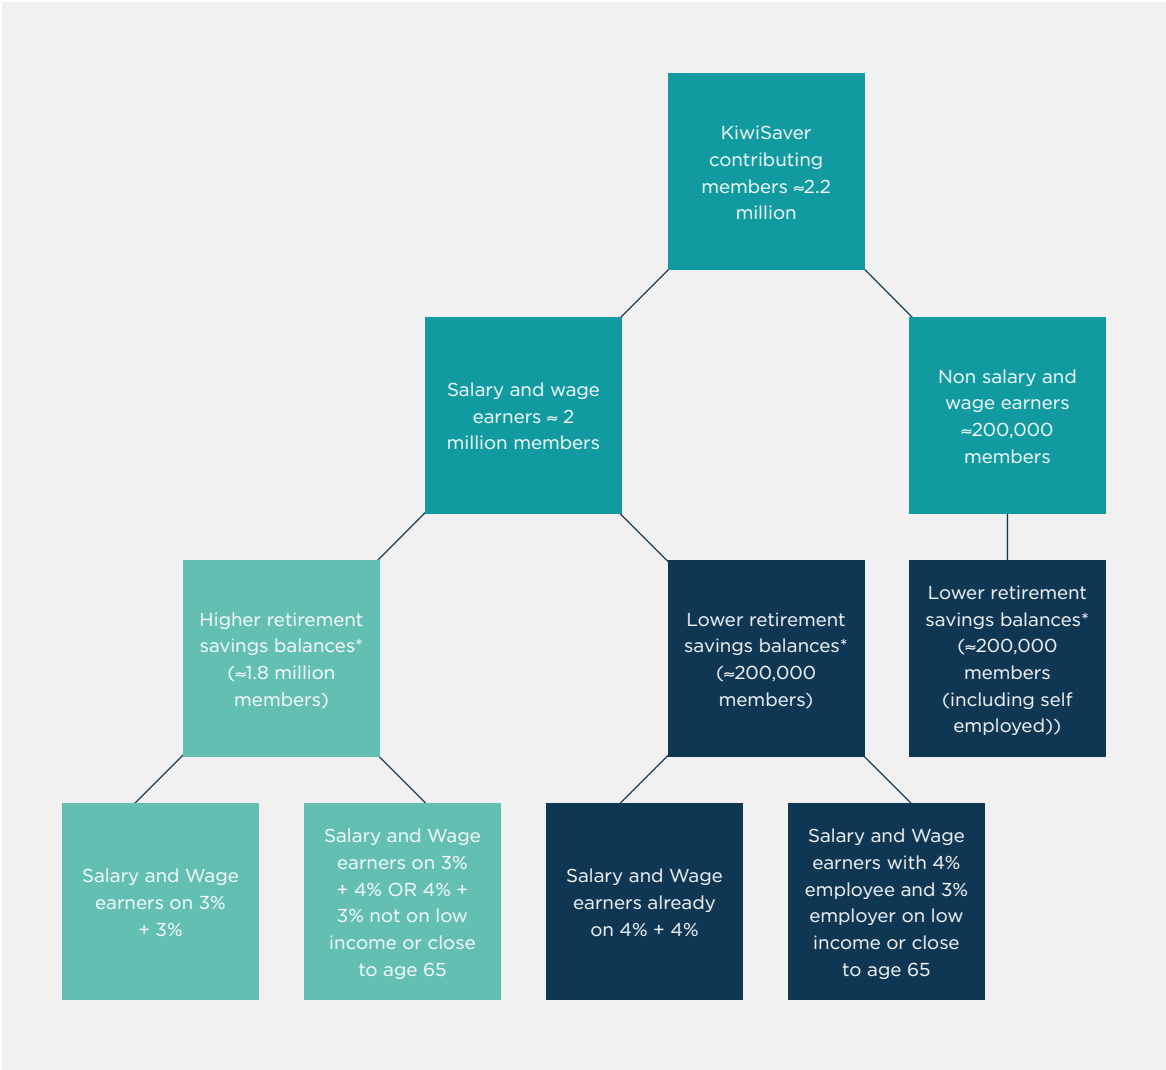 KiwiSaver
contributing
members ≈2.2
million
Salary and wage
earners ≈ 2
million members
Non salary and
wage earners
≈200,000
members
Higher retirement
savings balances*
(≈1.8 million
members)
Lower retirement
savings balances*
(≈200,000
members)
Lower retirement
savings balances*
(≈200,000
members
(including self
employed))
Salary and Wage
earners on 3%
+ 3%
Salary and Wage
earners on 3%
+ 4% OR 4% +
3% not on low
income or close
to age 65
Salary and Wage
earners already
on 4% + 4%
Salary and Wage
earners with 4%
employee and 3%
employer on low
income or close
to age 65